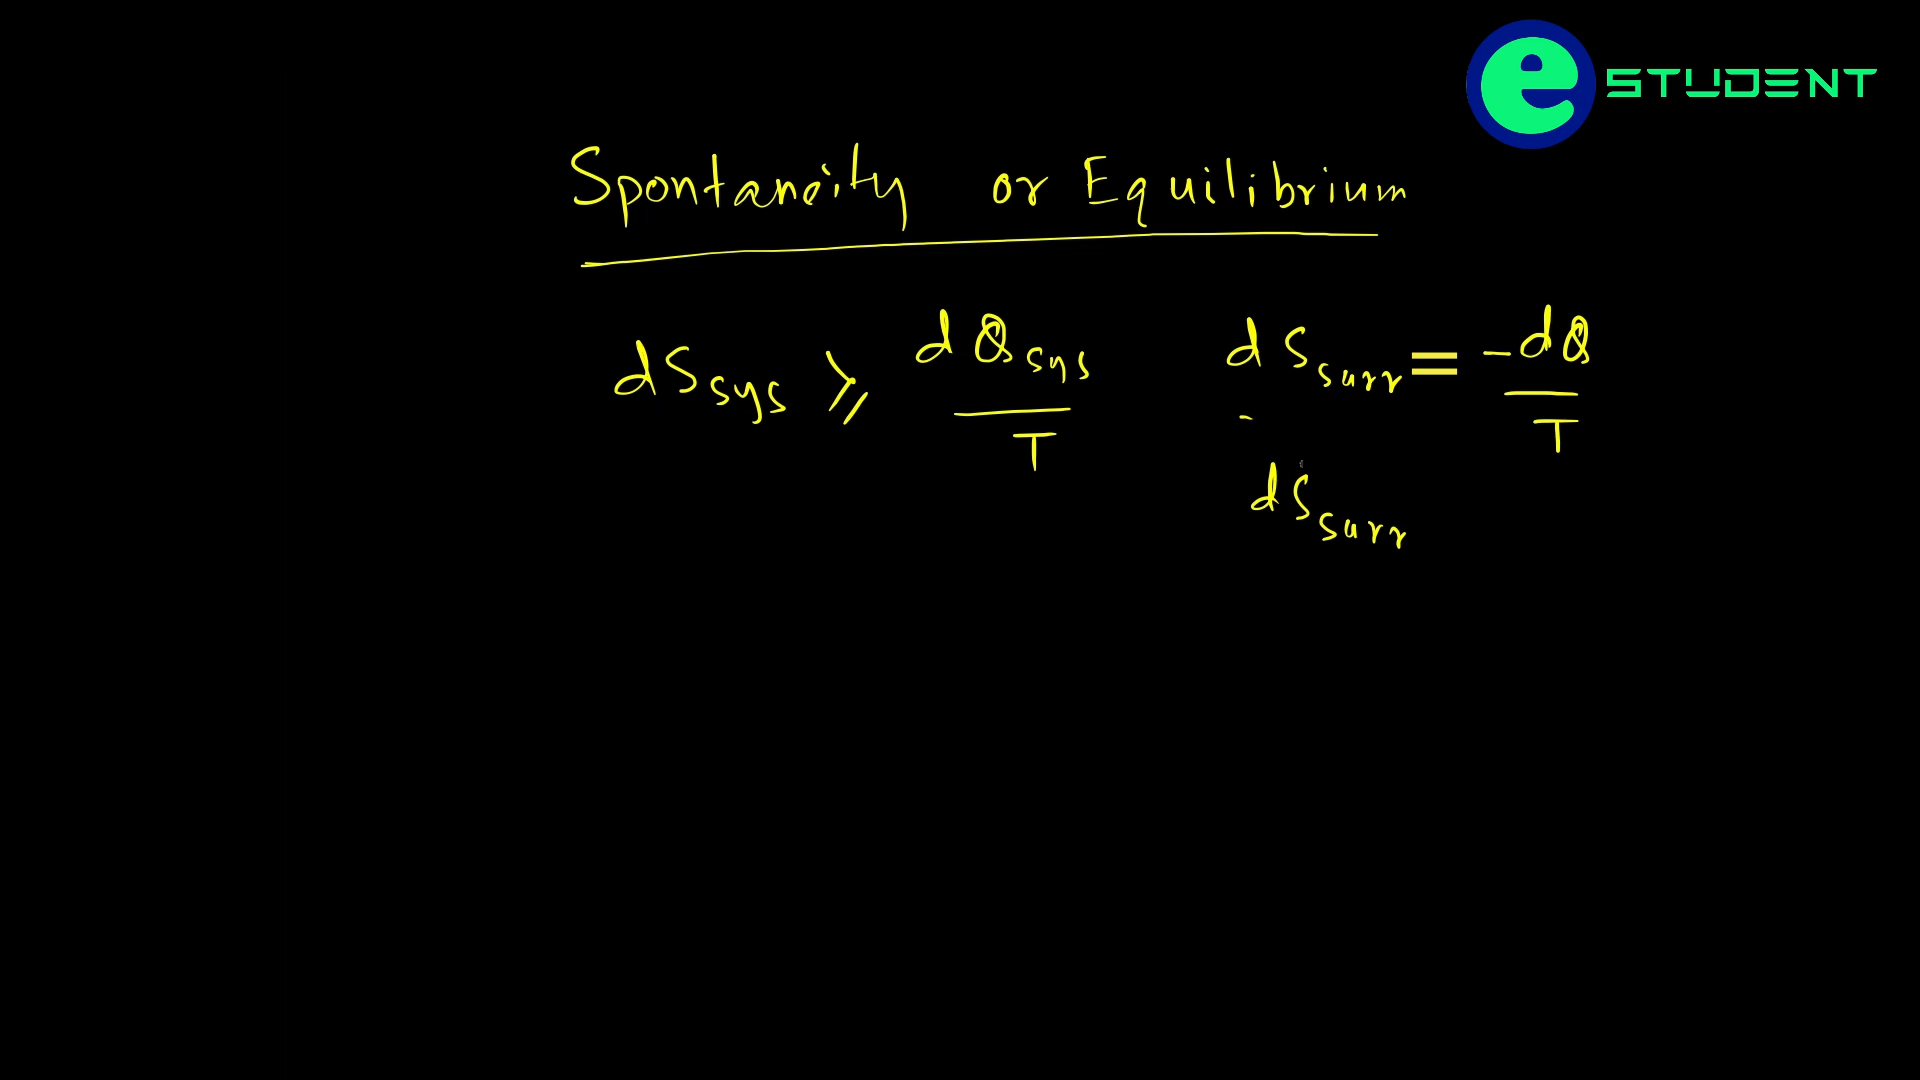 e STUDENT
Spontaneity or Equilibrium
dS_sys ⩾ dQ_sys / T dS_surr = -dQ / T
dS_surr